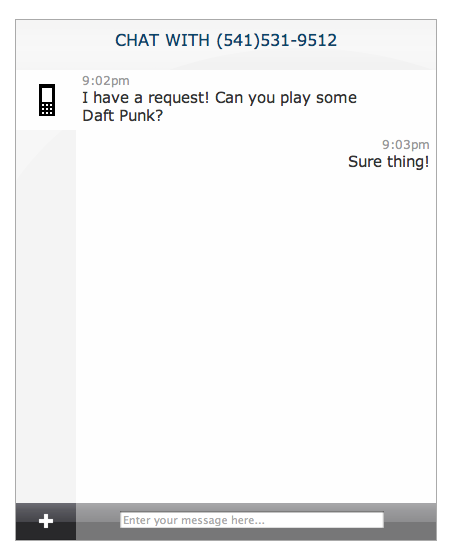 CHAT WITH (541)531-9512
9:02pm
I have a request! Can you play some
Daft Punk?
9:03pm
Sure thing!
Enter your message here...